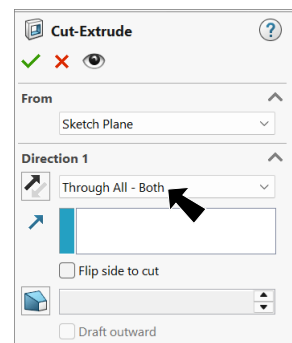 Cut-Extrude
?
From
Sketch Plane
Direction 1
Through All - Both
Flip side to cut
Draft outward